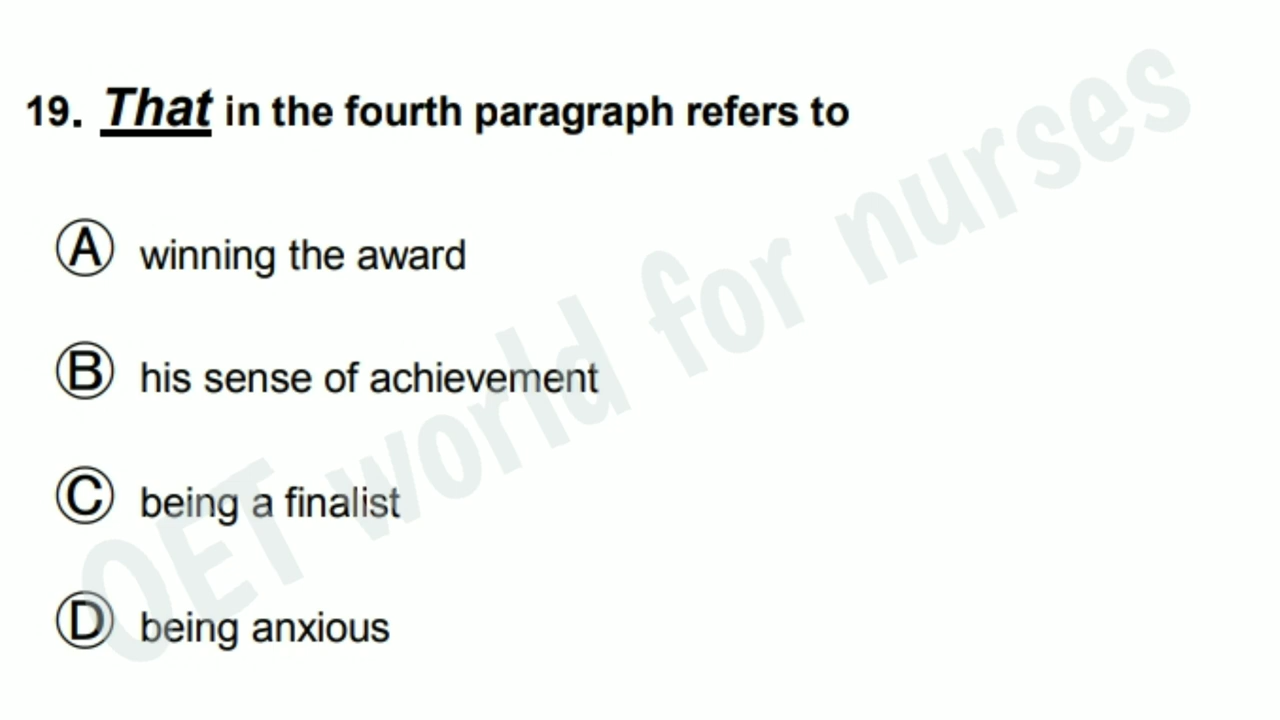 19. That in the fourth paragraph refers to
A winning the award
B his sense of achievement
C being a finalist
D being anxious
OET world for nurses